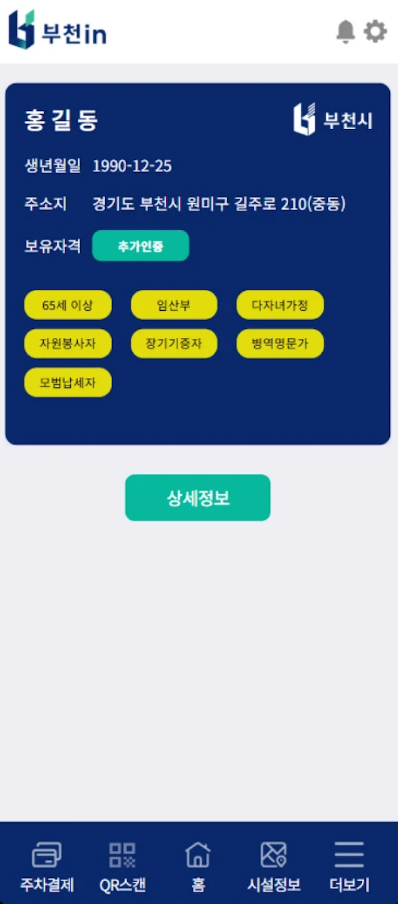 부천in
홍길동
부천시
생년월일 1990-12-25
주소지 경기도 부천시 원미구 길주로 210(중동)
보유자격 추가인증
65세 이상 임산부 다자녀가정
자원봉사자 장기기증자 병역명문가
모범납세자
상세정보
주차결제 QR스캔 홈 시설정보 더보기